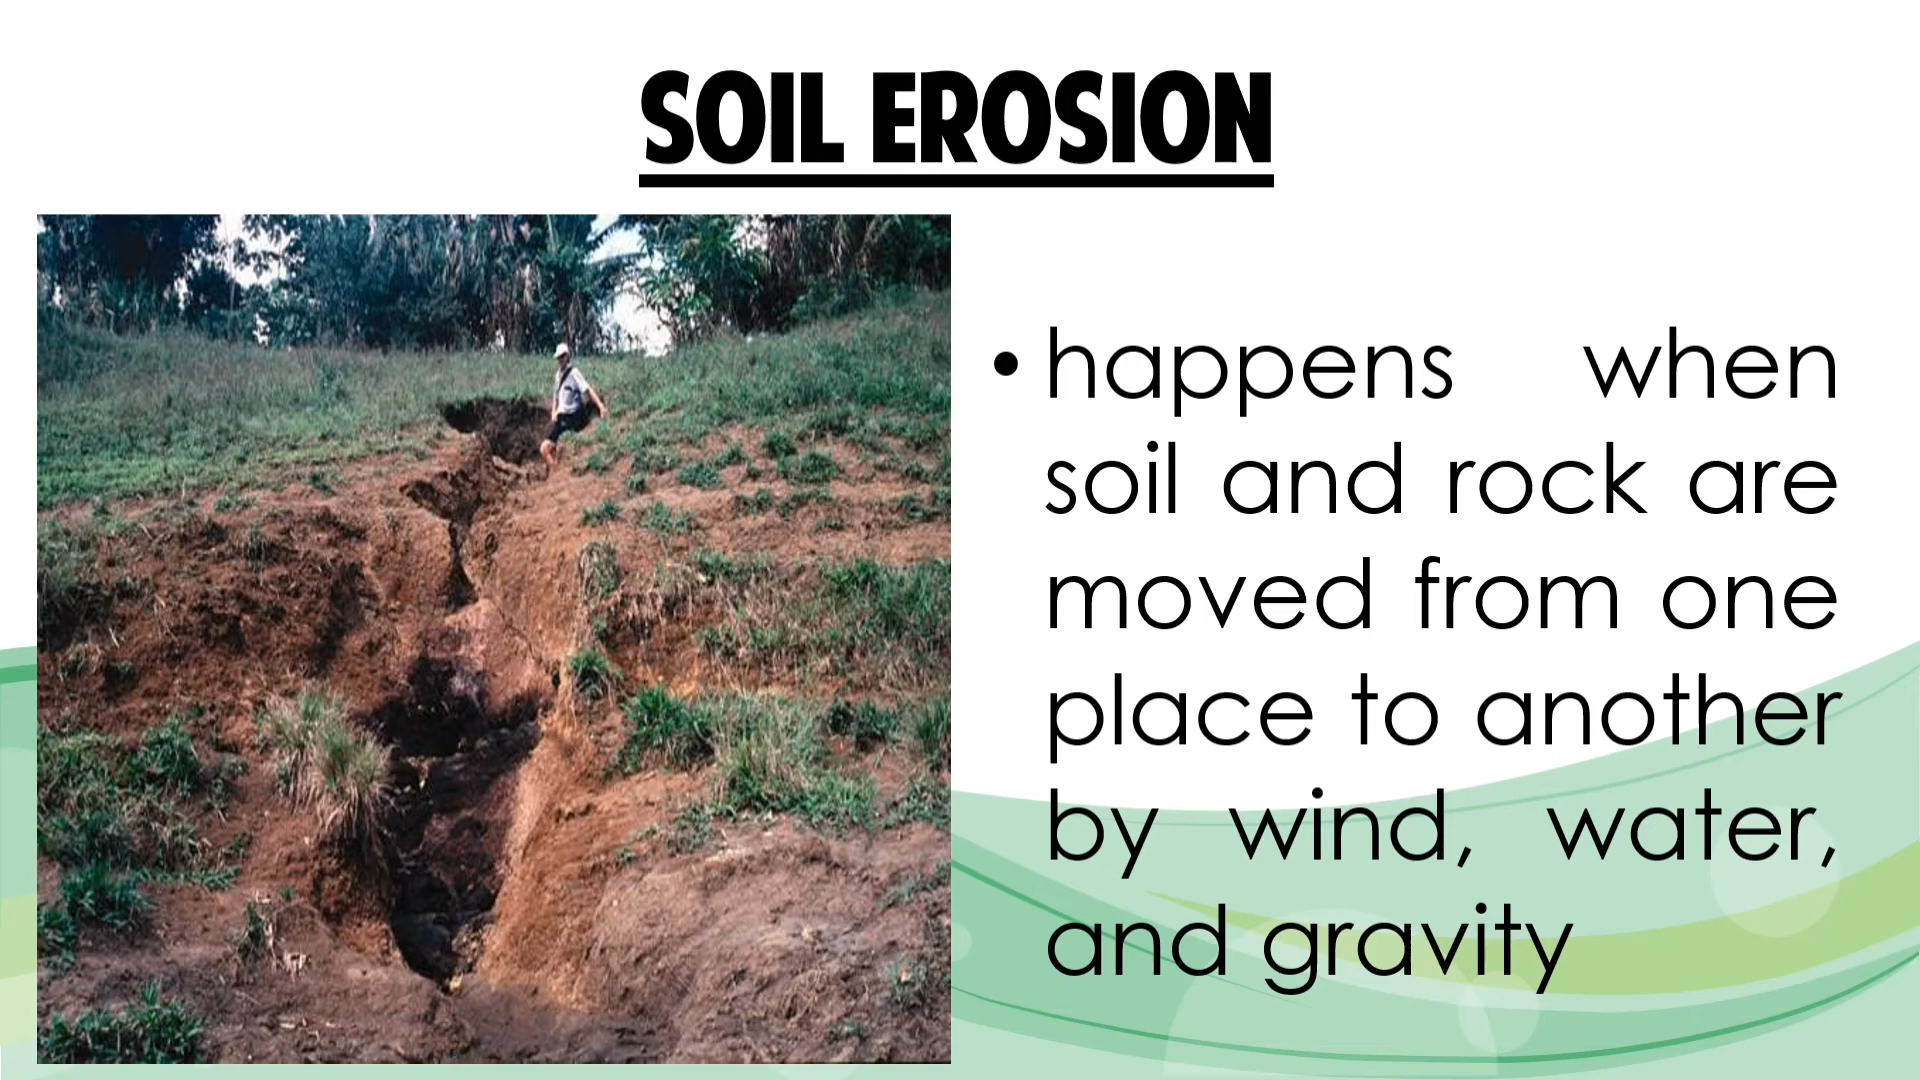 SOIL EROSION
• happens when
soil and rock are
moved from one
place to another
by wind, water,
and gravity